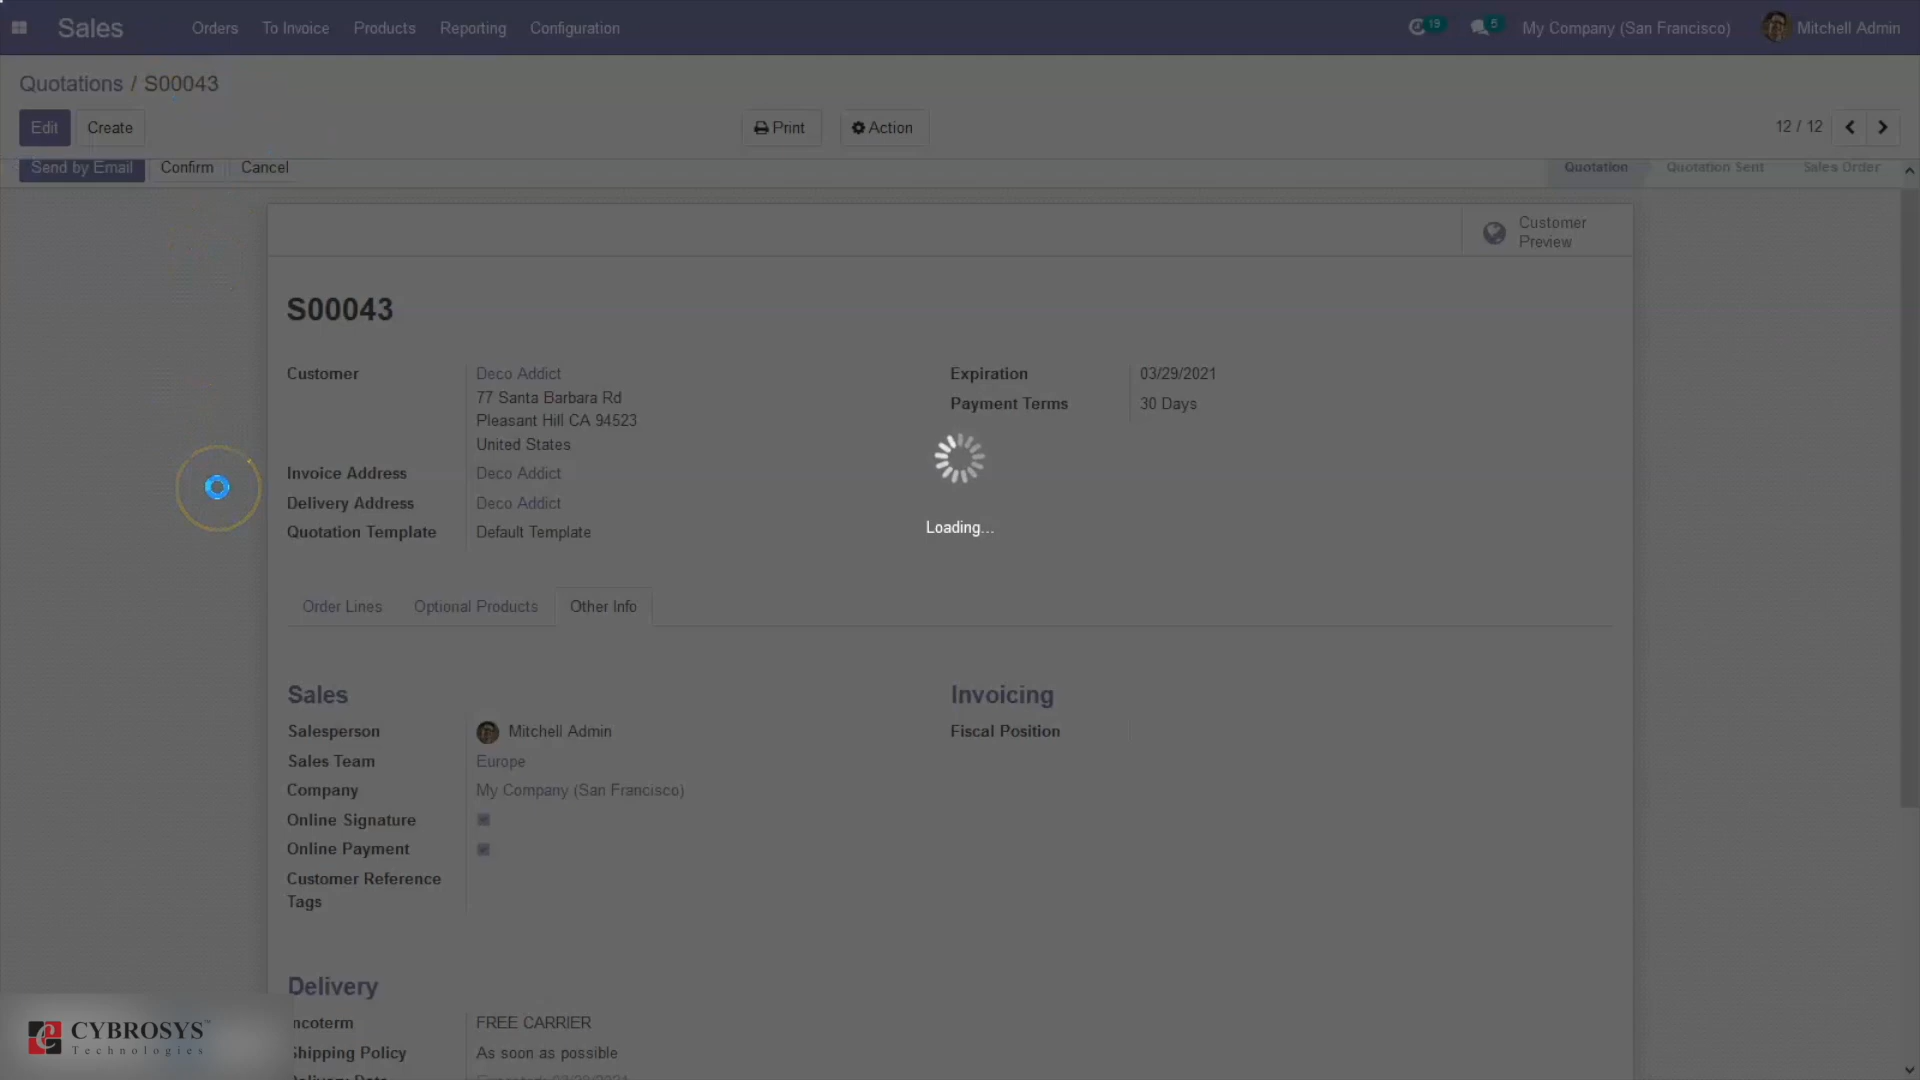 Sales Orders To Invoice Products Reporting Configuration 19 5 My Company (San Francisco) Mitchell Admin
Quotations / S00043
Edit Create Print Action 12 / 12
Send by Email Confirm Cancel Quotation Quotation Sent Sales Order
Customer
Preview
S00043
Customer Deco Addict Expiration 03/29/2021
77 Santa Barbara Rd Payment Terms 30 Days
Pleasant Hill CA 94523
United States
Invoice Address Deco Addict
Delivery Address Deco Addict
Loading...
Quotation Template Default Template
Order Lines Optional Products Other Info
Sales Invoicing
Salesperson Mitchell Admin Fiscal Position
Sales Team Europe
Company My Company (San Francisco)
Online Signature
Online Payment
Customer Reference
Tags
Delivery
ncoterm FREE CARRIER
CYBROSYS™
Technologies
Shipping Policy As soon as possible